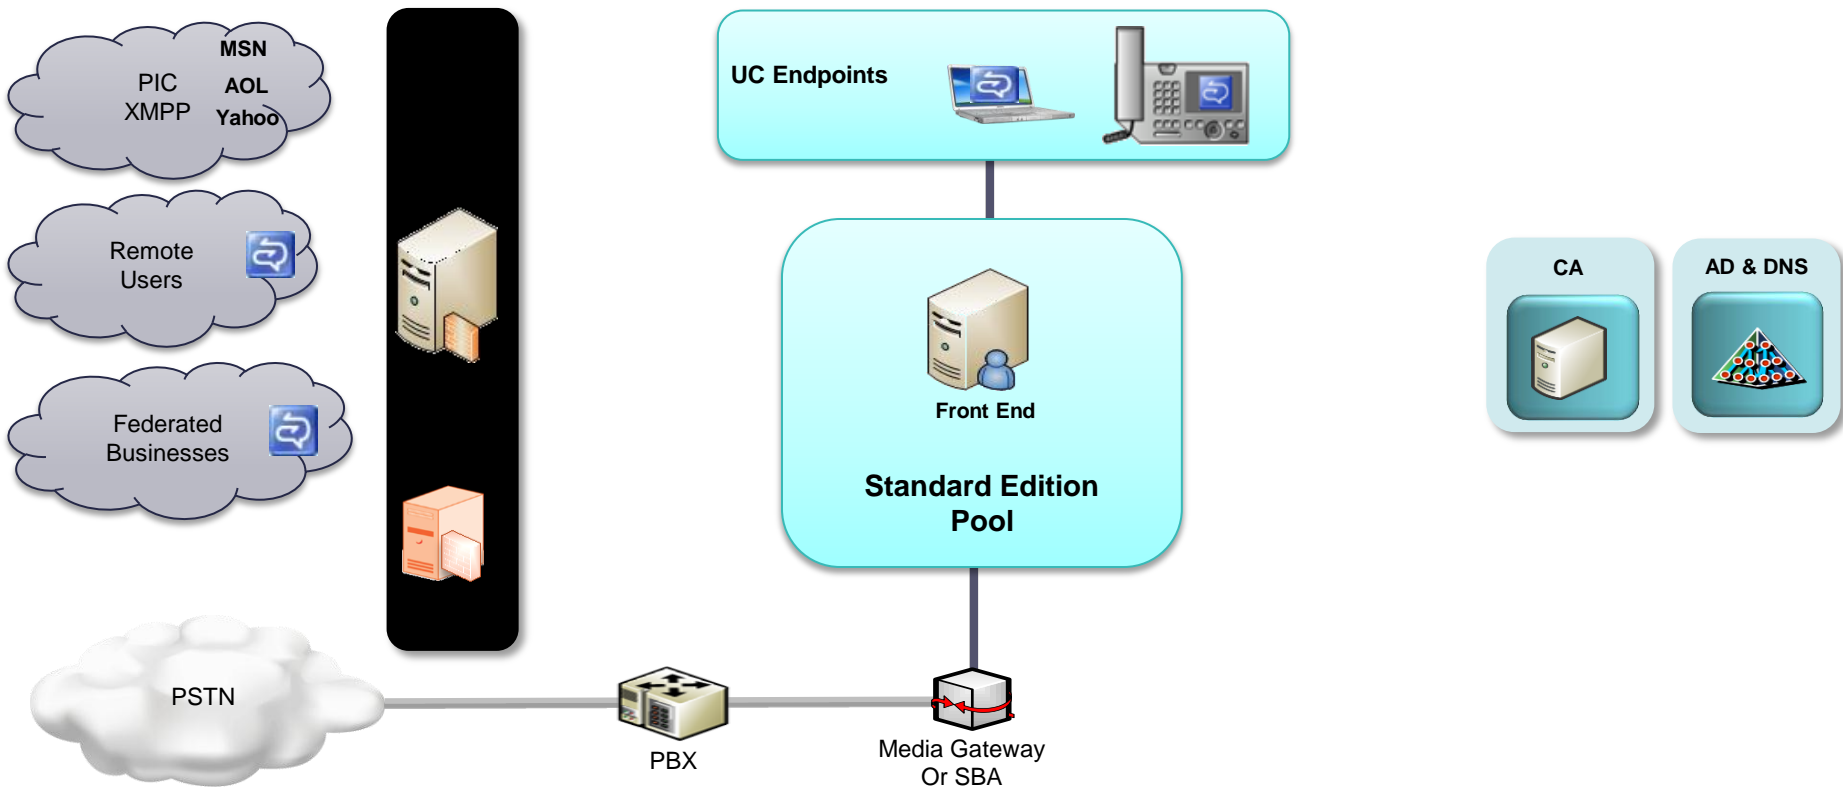 MSN
PIC
AOL
XMPP
Yahoo
Remote
Users
Federated
Businesses
PSTN
UC Endpoints
Front End
Standard Edition
Pool
PBX
Media Gateway
Or SBA
CA
AD & DNS